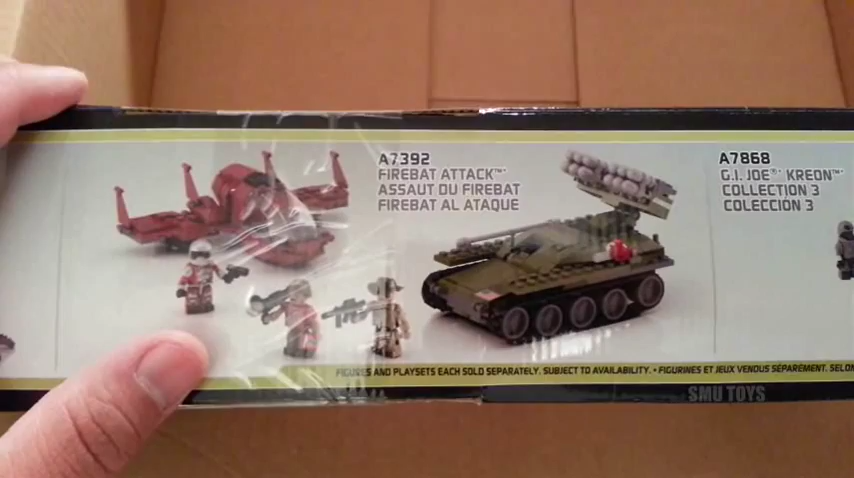 A7392
FIREBAT ATTACK™
ASSAUT DU FIREBAT
FIREBAT AL ATAQUE
A7868
G.I. JOE® KREON™
COLLECTION 3
COLECCIÓN 3
FIGURES AND PLAYSETS EACH SOLD SEPARATELY. SUBJECT TO AVAILABILITY. • FIGURINES ET JEUX VENDUS SÉPARÉMENT. SELON
SMU TOYS